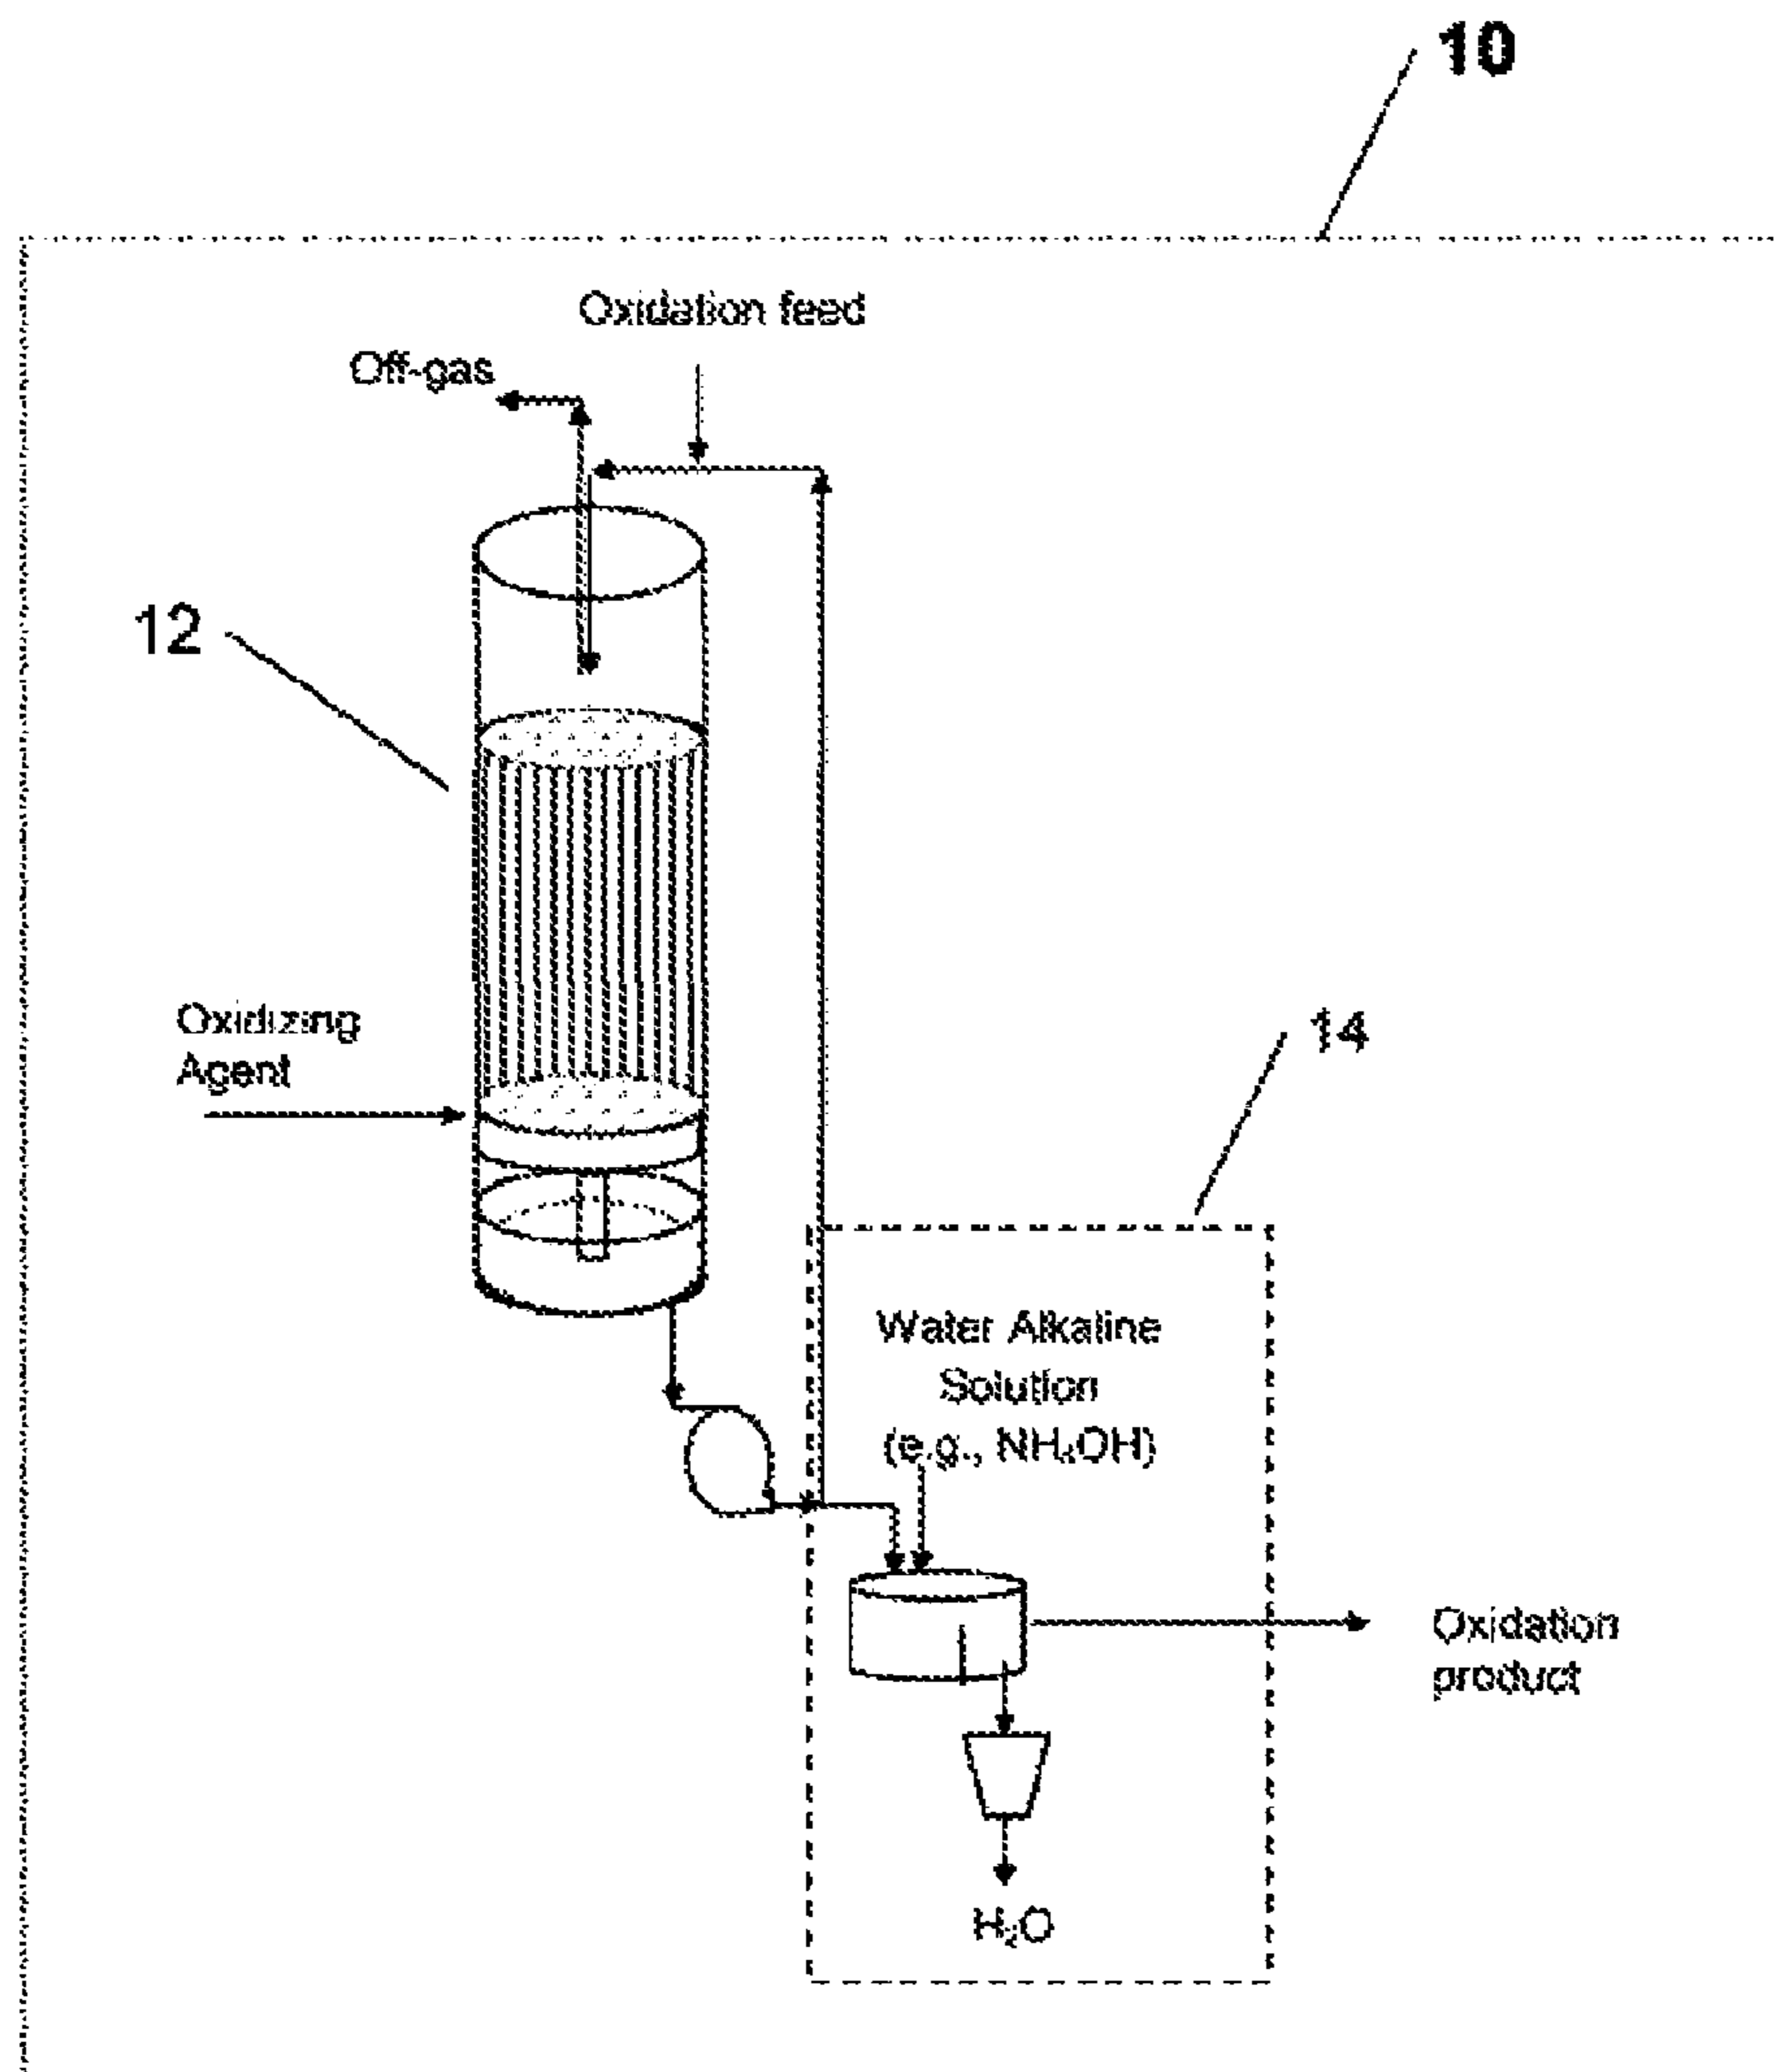 10
Oxidation feed
Off-gas
12
Oxidizing
Agent
14
Water Alkaline
Solution
(e.g., NH₄OH)
Oxidation
product
H₂O